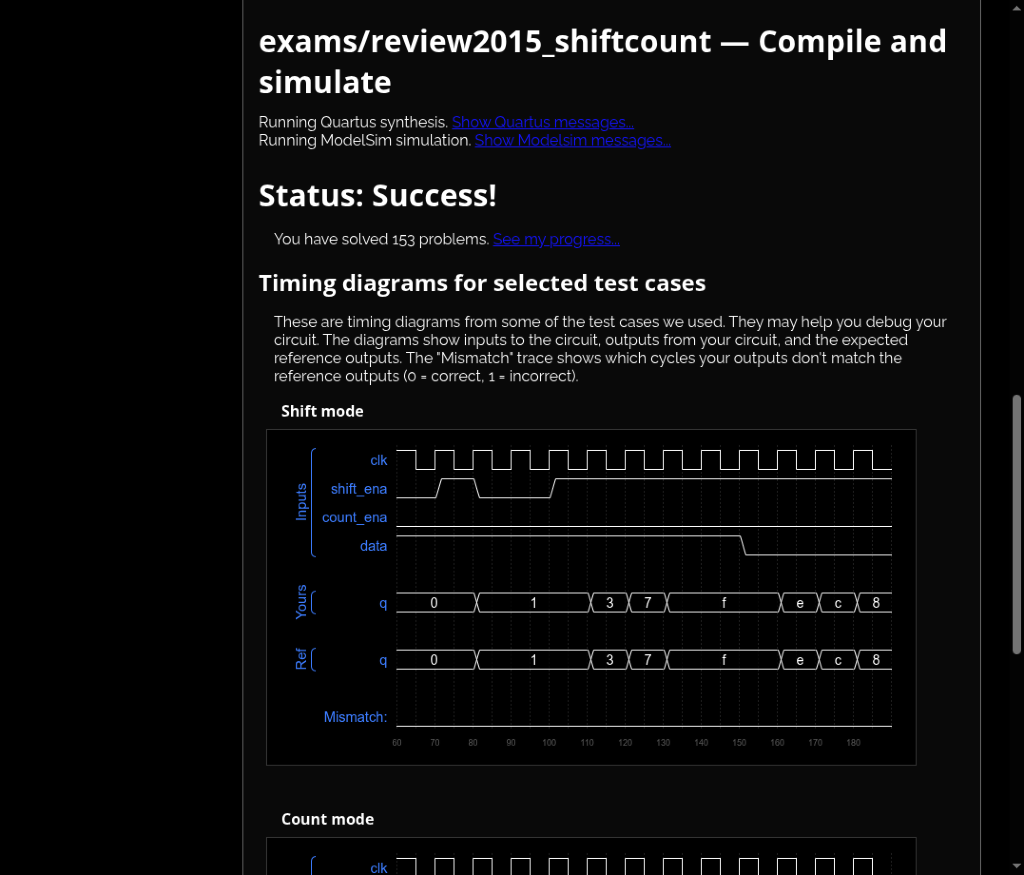 exams/review2015_shiftcount — Compile and
simulate
Running Quartus synthesis. Show Quartus messages...
Running ModelSim simulation. Show Modelsim messages...
Status: Success!
You have solved 153 problems. See my progress...
Timing diagrams for selected test cases
These are timing diagrams from some of the test cases we used. They may help you debug your
circuit. The diagrams show inputs to the circuit, outputs from your circuit, and the expected
reference outputs. The "Mismatch" trace shows which cycles your outputs don't match the
reference outputs (0 = correct, 1 = incorrect).
Shift mode
Inputs
clk
shift_ena
count_ena
data
Yours
q 0 1 3 7 f e c 8
Ref
q 0 1 3 7 f e c 8
Mismatch:
60 70 80 90 100 110 120 130 140 150 160 170 180
Count mode
clk